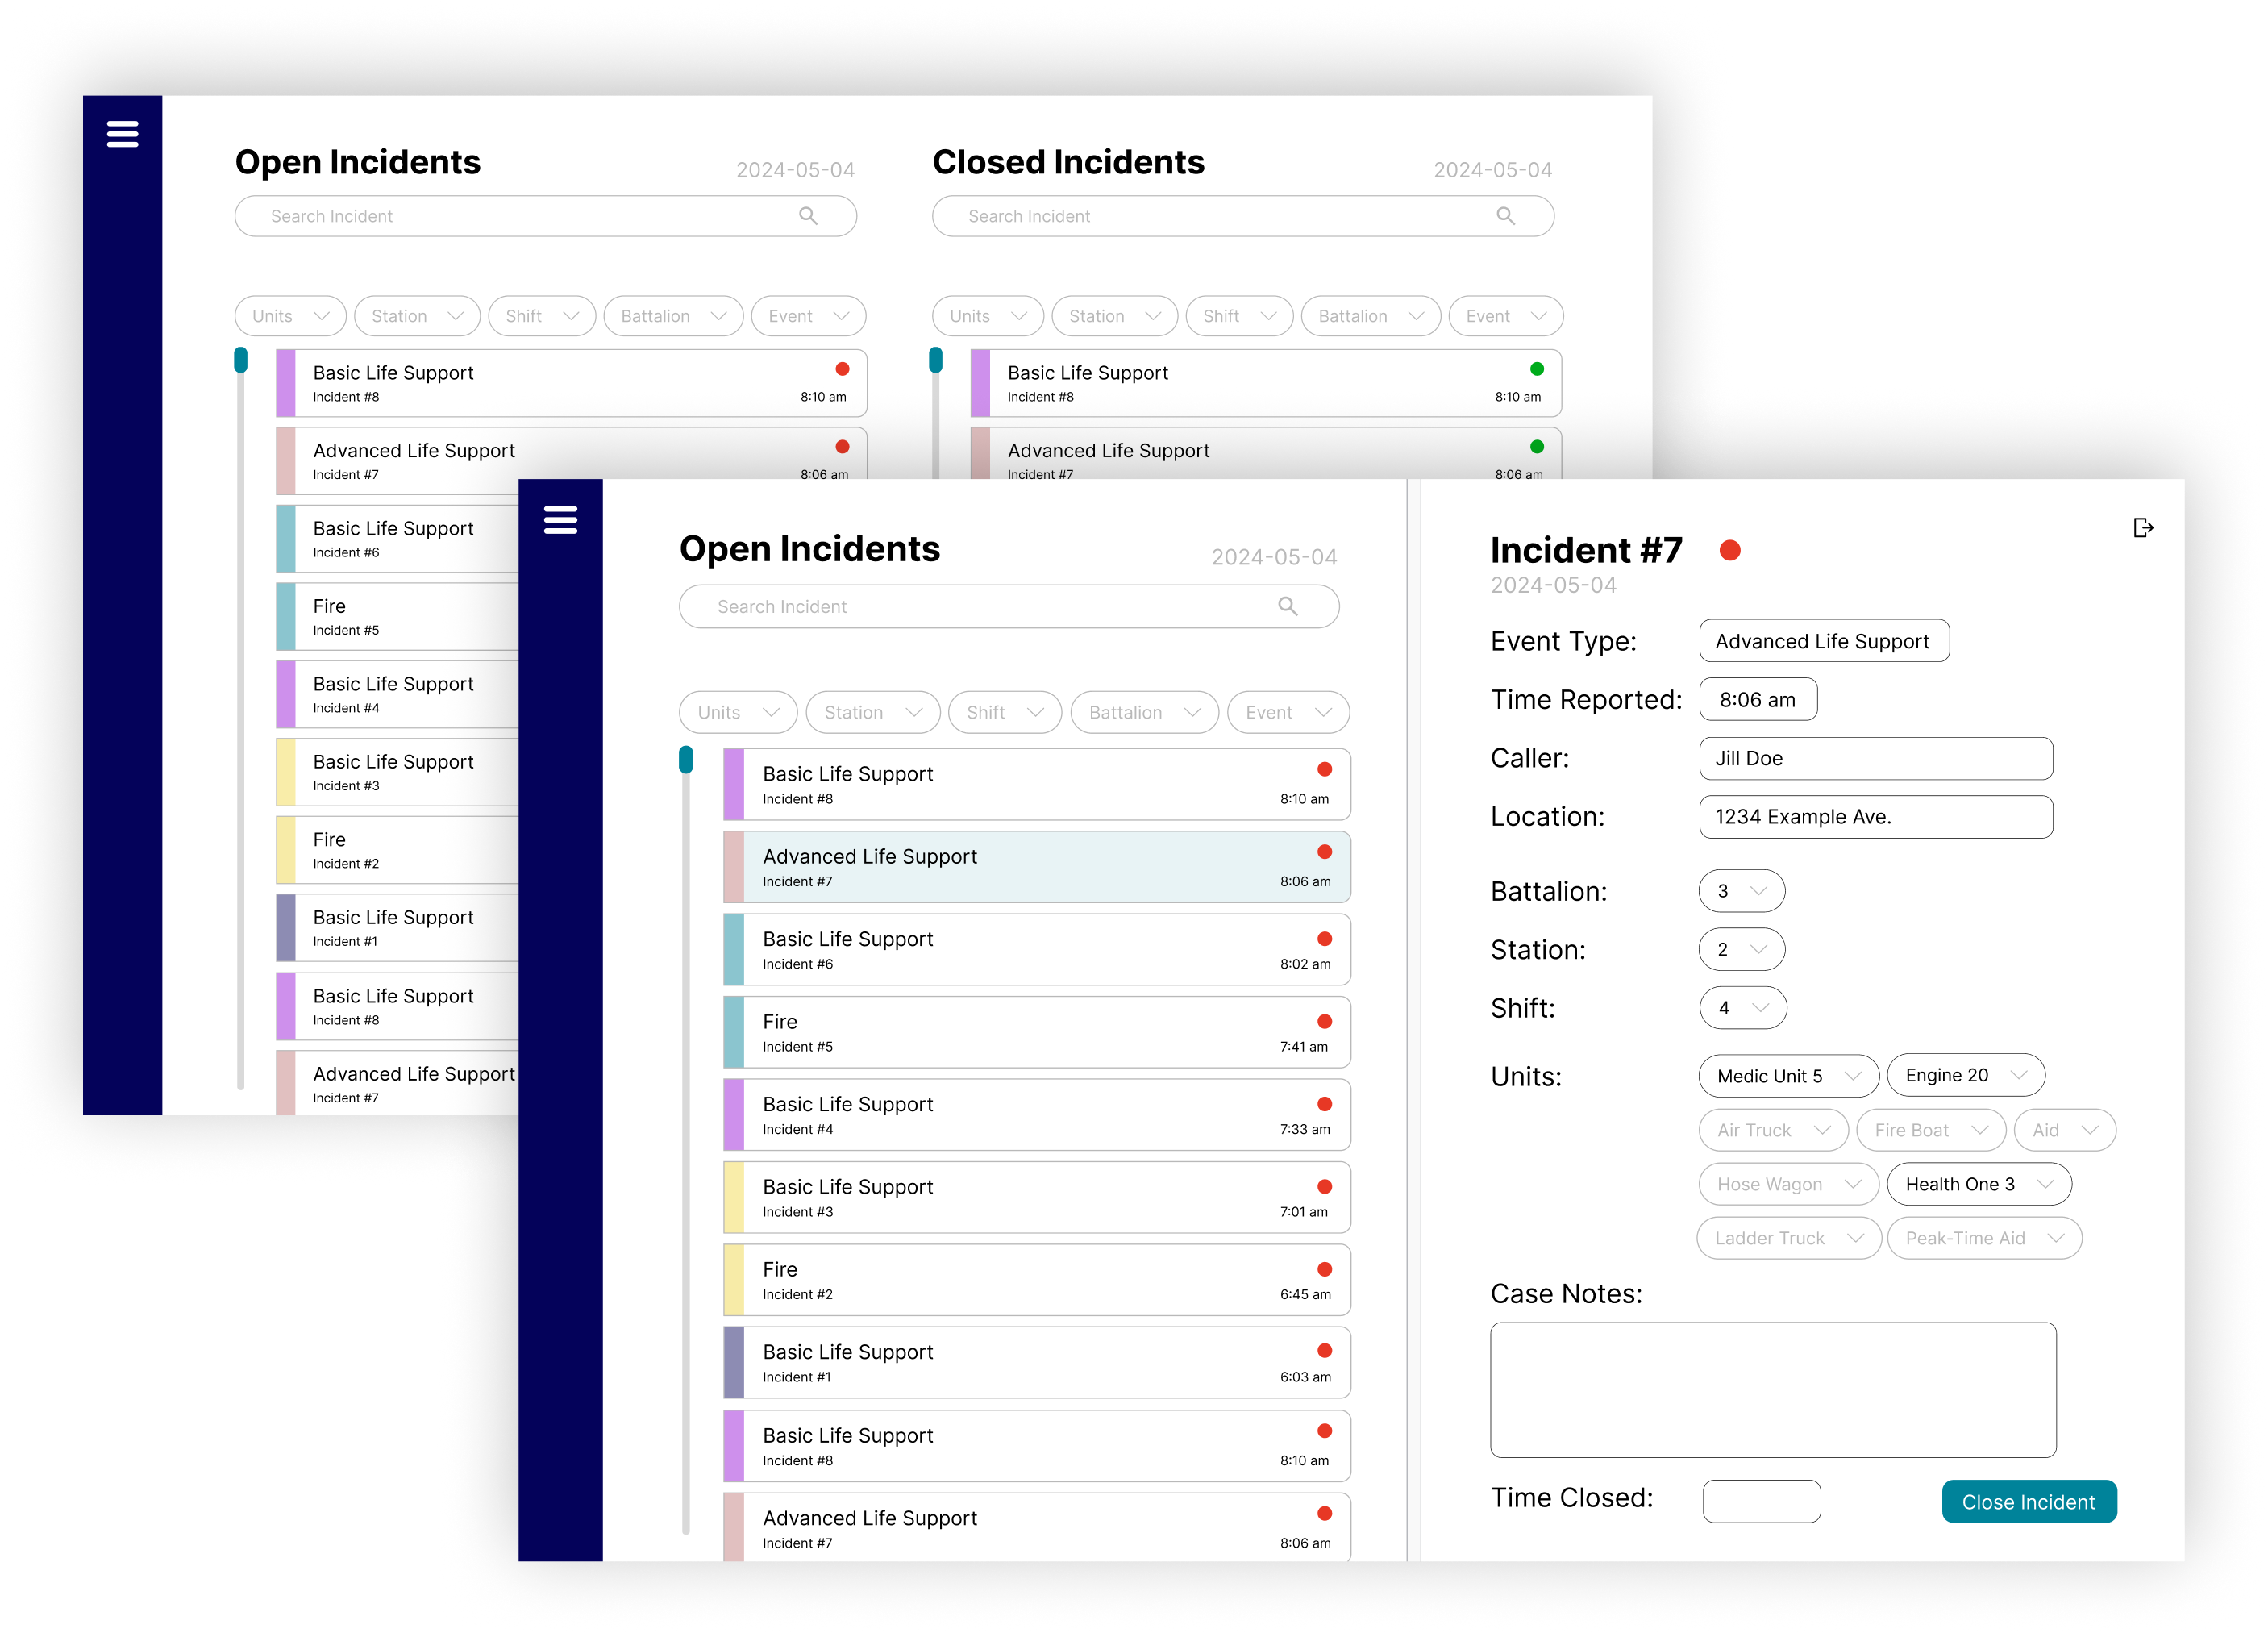 Open Incidents
2024-05-04
Search Incident
Units
Station
Shift
Battalion
Event
Basic Life Support
Incident #8
8:10 am
Advanced Life Support
Incident #7
8:06 am
Basic Life Support
Incident #6
Fire
Incident #5
Basic Life Support
Incident #4
Basic Life Support
Incident #3
Fire
Incident #2
Basic Life Support
Incident #1
Basic Life Support
Incident #8
Advanced Life Support
Incident #7
Closed Incidents
2024-05-04
Search Incident
Units
Station
Shift
Battalion
Event
Basic Life Support
Incident #8
8:10 am
Advanced Life Support
Incident #7
8:06 am
Open Incidents
2024-05-04
Search Incident
Units
Station
Shift
Battalion
Event
Basic Life Support
Incident #8
8:10 am
Advanced Life Support
Incident #7
8:06 am
Basic Life Support
Incident #6
8:02 am
Fire
Incident #5
7:41 am
Basic Life Support
Incident #4
7:33 am
Basic Life Support
Incident #3
7:01 am
Fire
Incident #2
6:45 am
Basic Life Support
Incident #1
6:03 am
Basic Life Support
Incident #8
8:10 am
Advanced Life Support
Incident #7
8:06 am
Incident #7
2024-05-04
Event Type: Advanced Life Support
Time Reported: 8:06 am
Caller: Jill Doe
Location: 1234 Example Ave.
Battalion: 3
Station: 2
Shift: 4
Units: Medic Unit 5 Engine 20
Air Truck Fire Boat Aid
Hose Wagon Health One 3
Ladder Truck Peak-Time Aid
Case Notes:
Time Closed: Close Incident